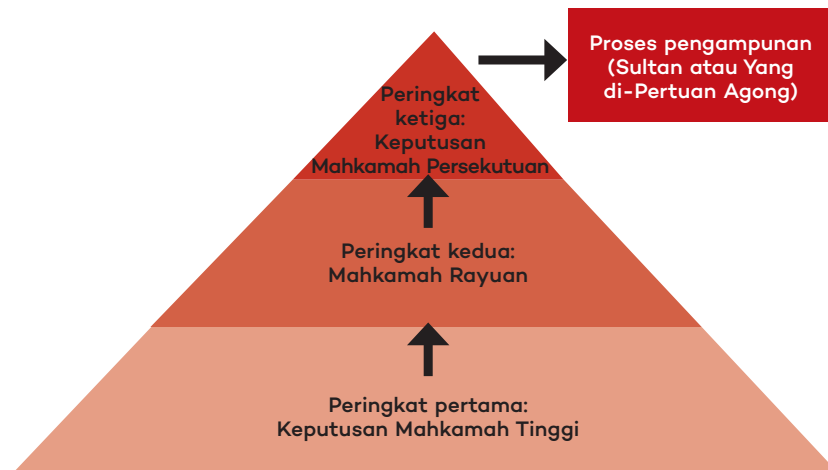 Proses pengampunan
(Sultan atau Yang
di-Pertuan Agong)
Peringkat
ketiga:
Keputusan
Mahkamah Persekutuan
Peringkat kedua:
Mahkamah Rayuan
Peringkat pertama:
Keputusan Mahkamah Tinggi